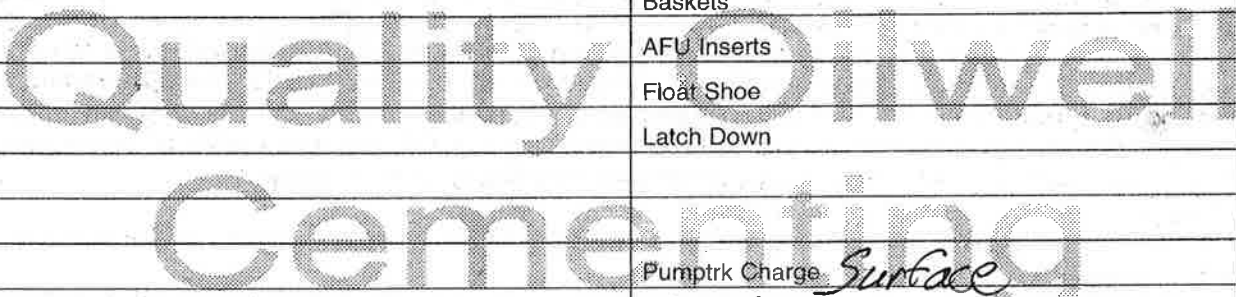 Baskets
Quality Oilwell
AFU Inserts
Float Shoe
Latch Down
Cementing
Pumptrk Charge Surface